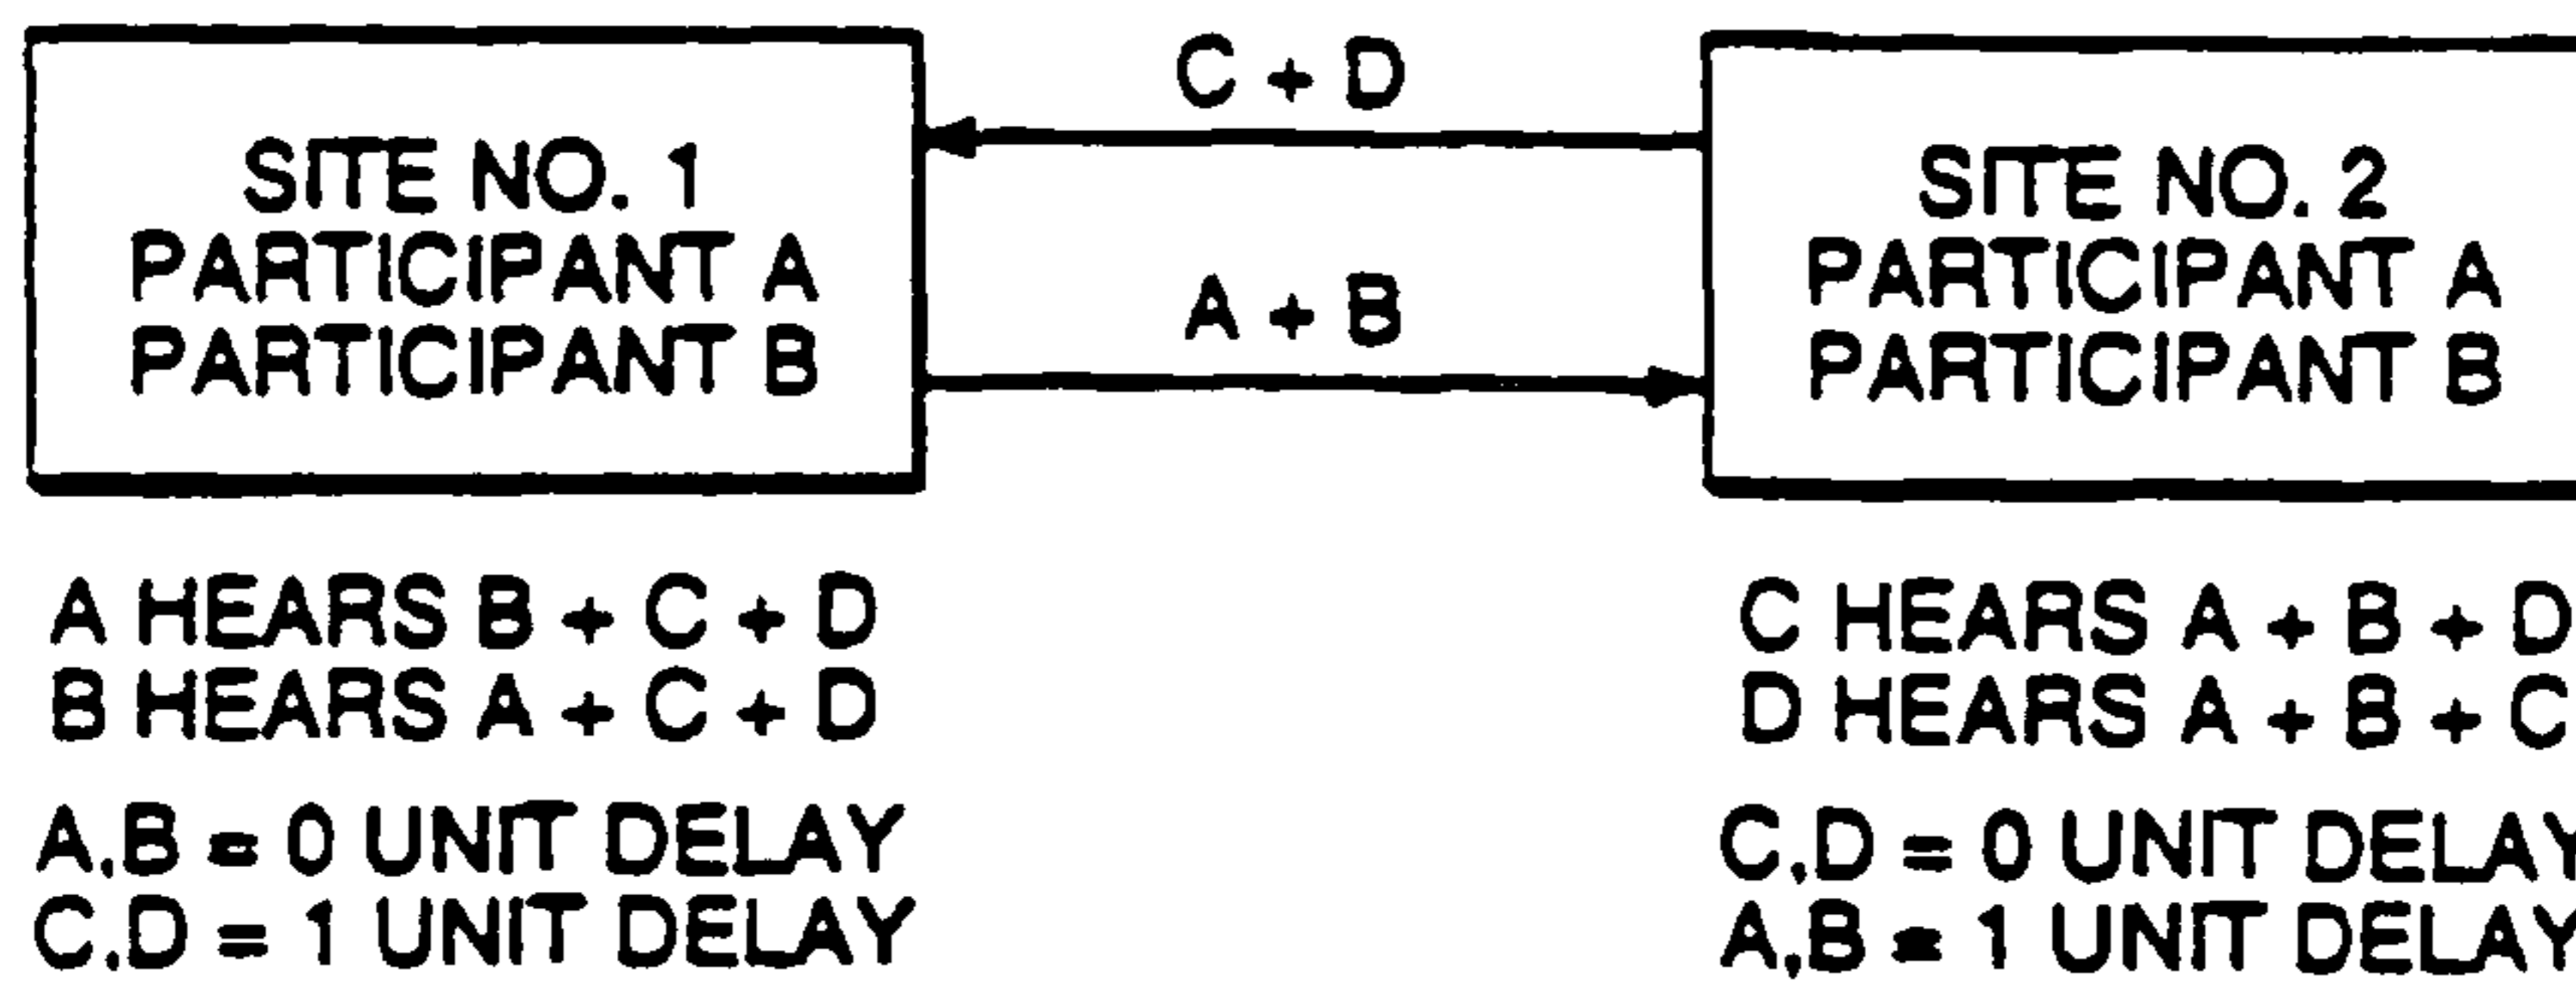 C + D
SITE NO. 1
PARTICIPANT A
PARTICIPANT B
A + B
SITE NO. 2
PARTICIPANT A
PARTICIPANT B
A HEARS B + C + D
B HEARS A + C + D
A,B = 0 UNIT DELAY
C,D = 1 UNIT DELAY
C HEARS A + B + D
D HEARS A + B + C
C,D = 0 UNIT DELAY
A,B = 1 UNIT DELAY